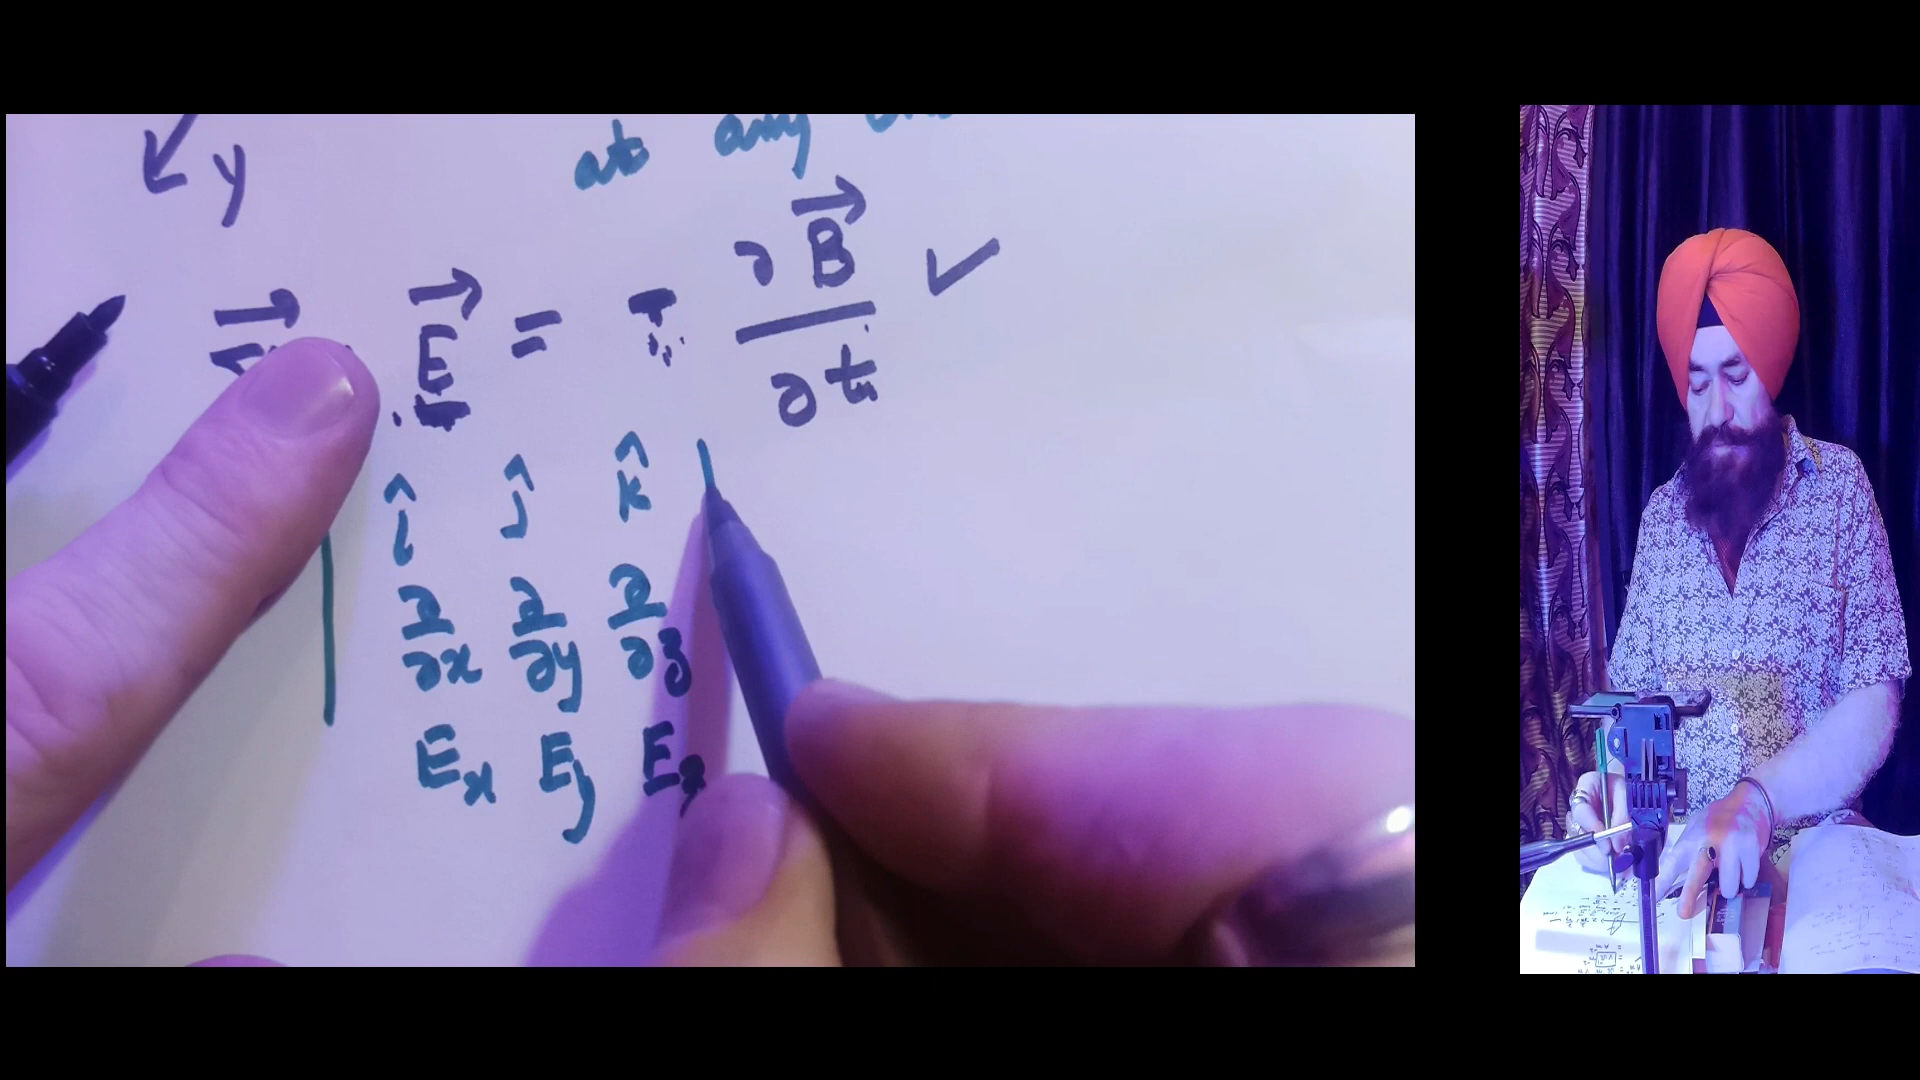 at any
y
∂B⃗
E⃗ = - ✓
∂t
î ĵ k̂
∂ ∂ ∂
∂x ∂y ∂z
Ex Ey Ez